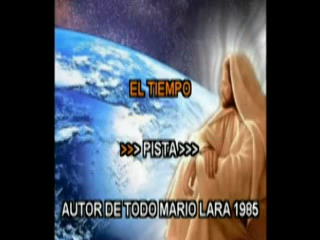 EL TIEMPO
>>> PISTA >>>
AUTOR DE TODO MARIO LARA 1985